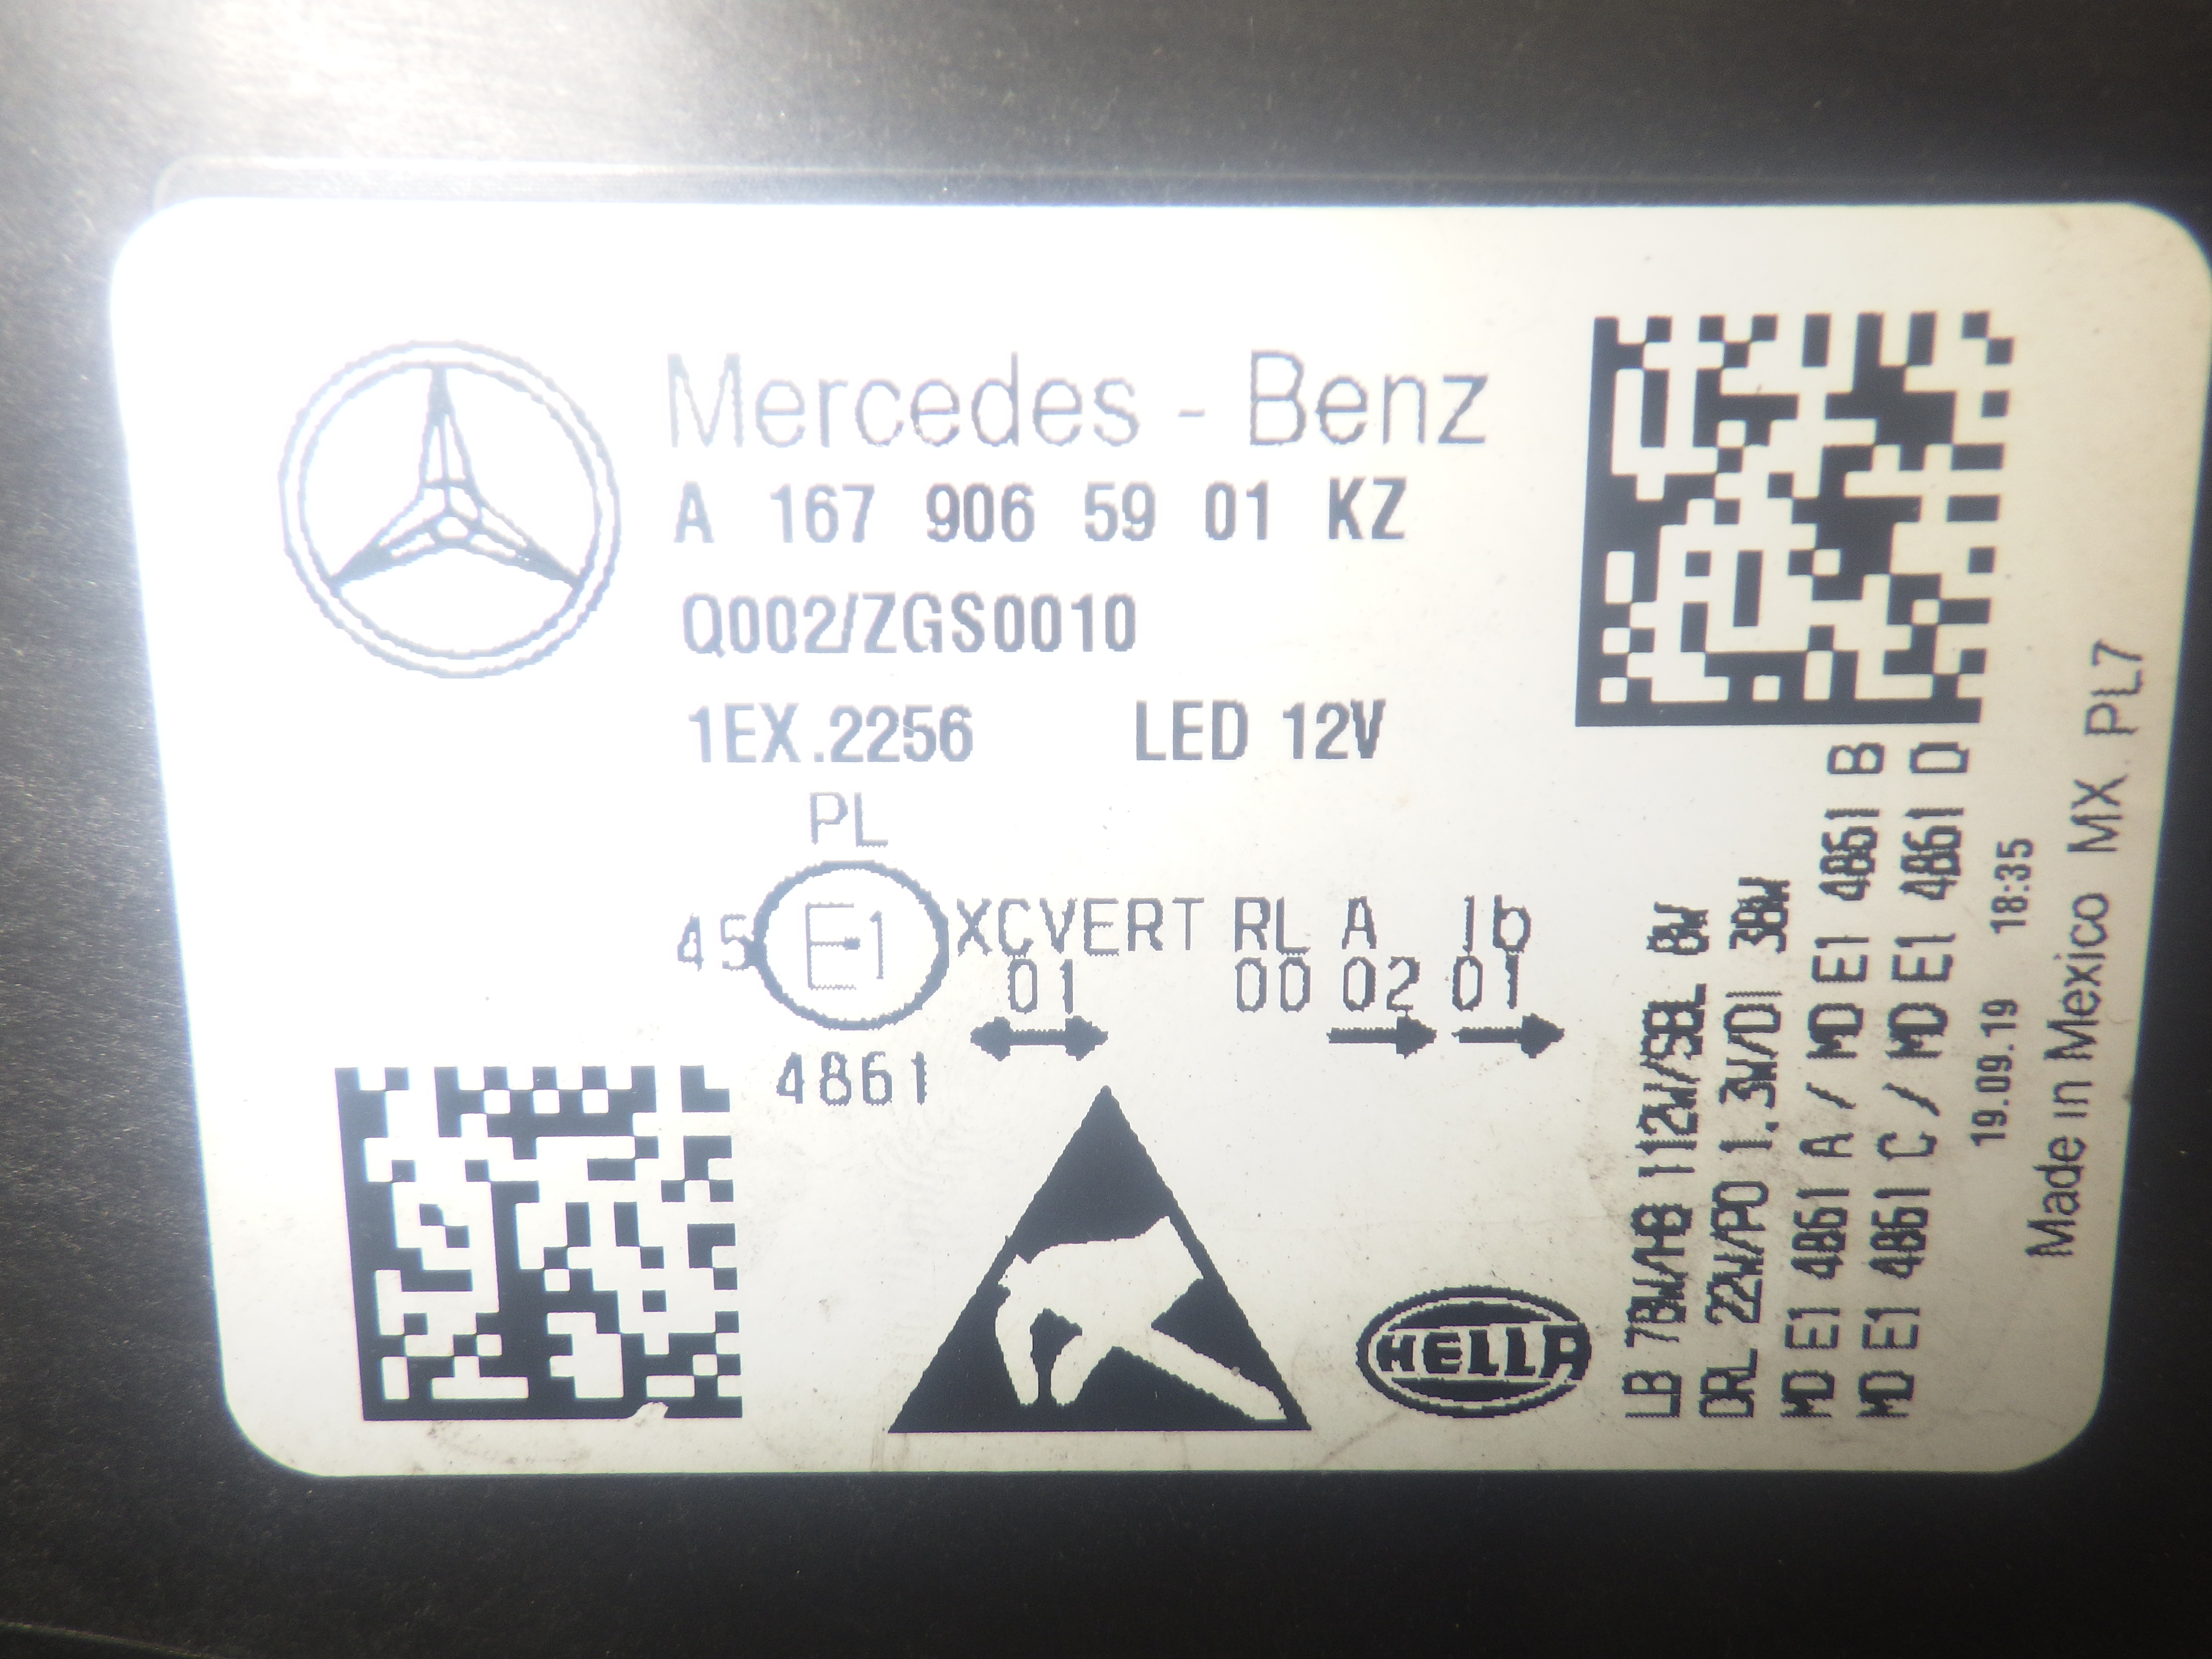 Mercedes - Benz
A 167 906 59 01 KZ
Q002/ZGS0010
1EX.2256 LED 12V
PL
45 E1 XCVERT RL A 1b
01 00 02 01
4861
HELLA
LB 78W/HB 112W/SBL 8W
DRL 22W/PO 1.3W/DI 38W
MD E1 4861 A / MD E1 4861 B
MD E1 4861 C / MD E1 4861 D
19.09.19 18:35
Made in Mexico MX PL7